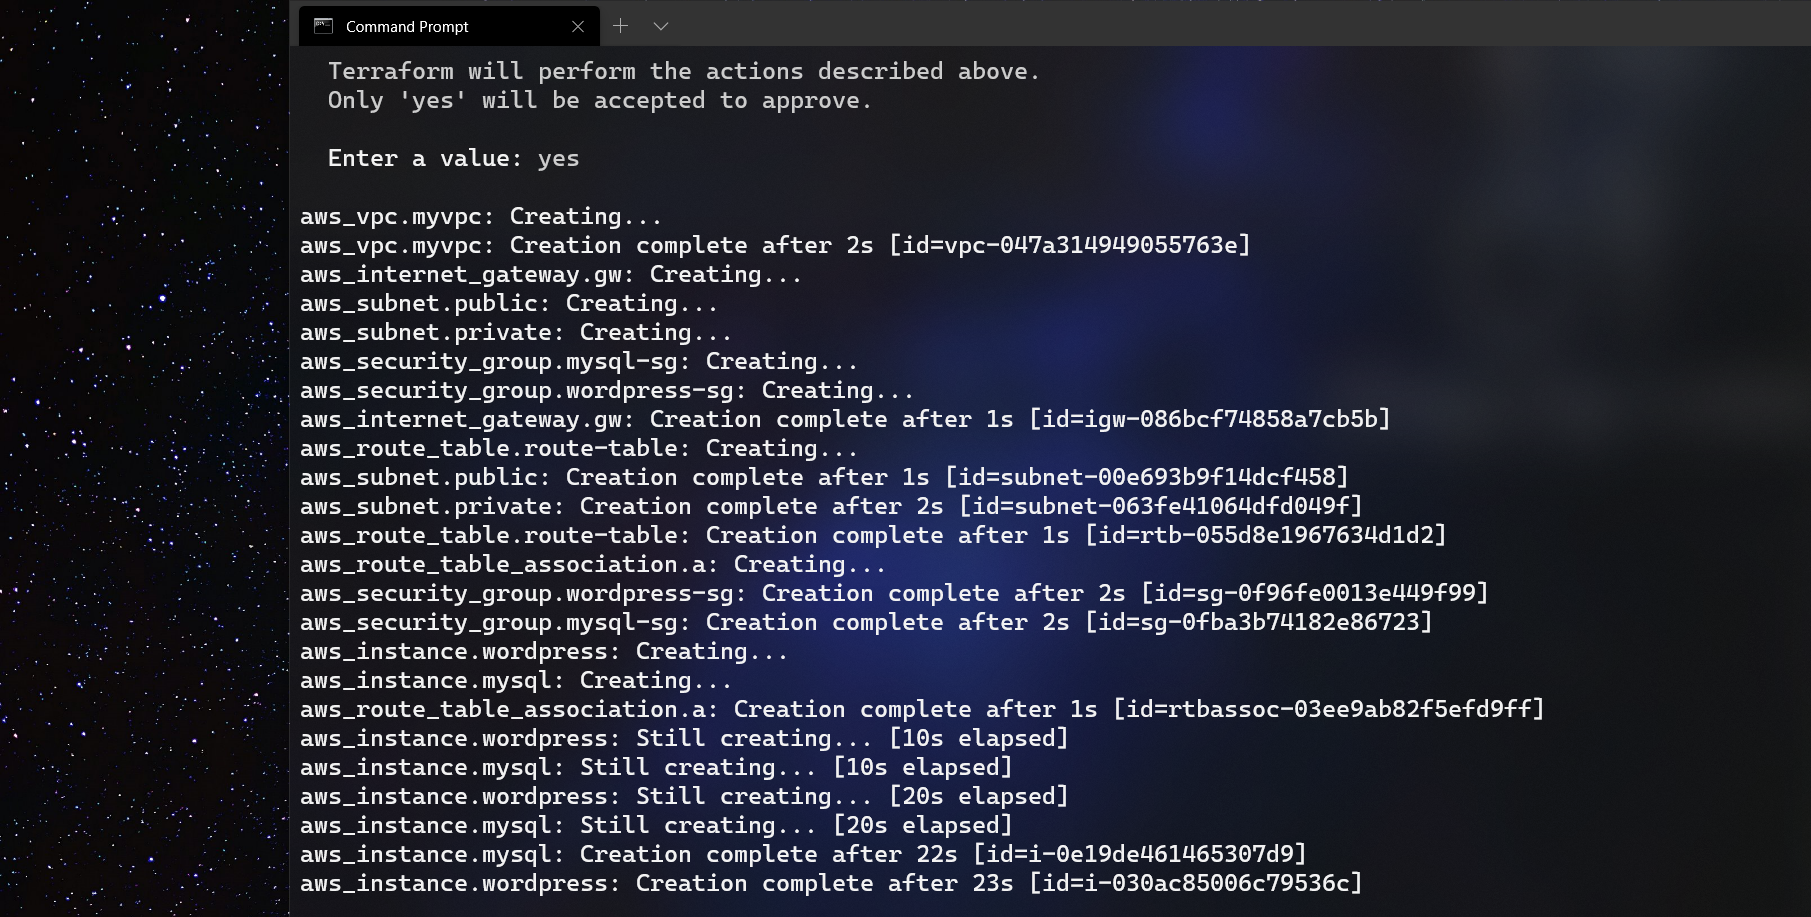 Command Prompt
Terraform will perform the actions described above.
Only 'yes' will be accepted to approve.
Enter a value: yes
aws_vpc.myvpc: Creating...
aws_vpc.myvpc: Creation complete after 2s [id=vpc-047a314949055763e]
aws_internet_gateway.gw: Creating...
aws_subnet.public: Creating...
aws_subnet.private: Creating...
aws_security_group.mysql-sg: Creating...
aws_security_group.wordpress-sg: Creating...
aws_internet_gateway.gw: Creation complete after 1s [id=igw-086bcf74858a7cb5b]
aws_route_table.route-table: Creating...
aws_subnet.public: Creation complete after 1s [id=subnet-00e693b9f14dcf458]
aws_subnet.private: Creation complete after 2s [id=subnet-063fe41064dfd049f]
aws_route_table.route-table: Creation complete after 1s [id=rtb-055d8e1967634d1d2]
aws_route_table_association.a: Creating...
aws_security_group.wordpress-sg: Creation complete after 2s [id=sg-0f96fe0013e449f99]
aws_security_group.mysql-sg: Creation complete after 2s [id=sg-0fba3b74182e86723]
aws_instance.wordpress: Creating...
aws_instance.mysql: Creating...
aws_route_table_association.a: Creation complete after 1s [id=rtbassoc-03ee9ab82f5efd9ff]
aws_instance.wordpress: Still creating... [10s elapsed]
aws_instance.mysql: Still creating... [10s elapsed]
aws_instance.wordpress: Still creating... [20s elapsed]
aws_instance.mysql: Still creating... [20s elapsed]
aws_instance.mysql: Creation complete after 22s [id=i-0e19de461465307d9]
aws_instance.wordpress: Creation complete after 23s [id=i-030ac85006c79536c]